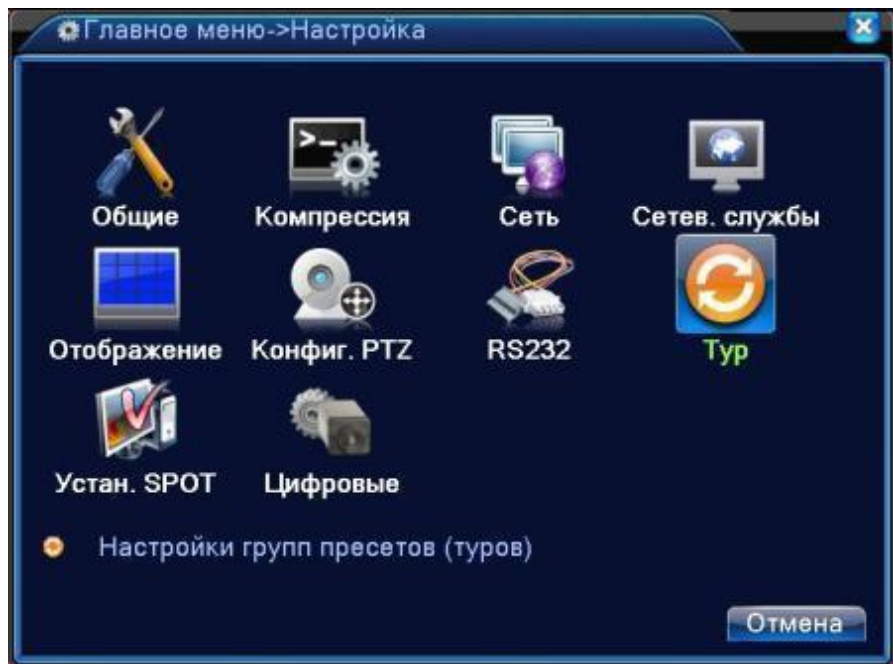 Главное меню->Настройка
Общие Компрессия Сеть Сетев. службы
Отображение Конфиг. PTZ RS232 Тур
Устан. SPOT Цифровые
Настройки групп пресетов (туров)
Отмена